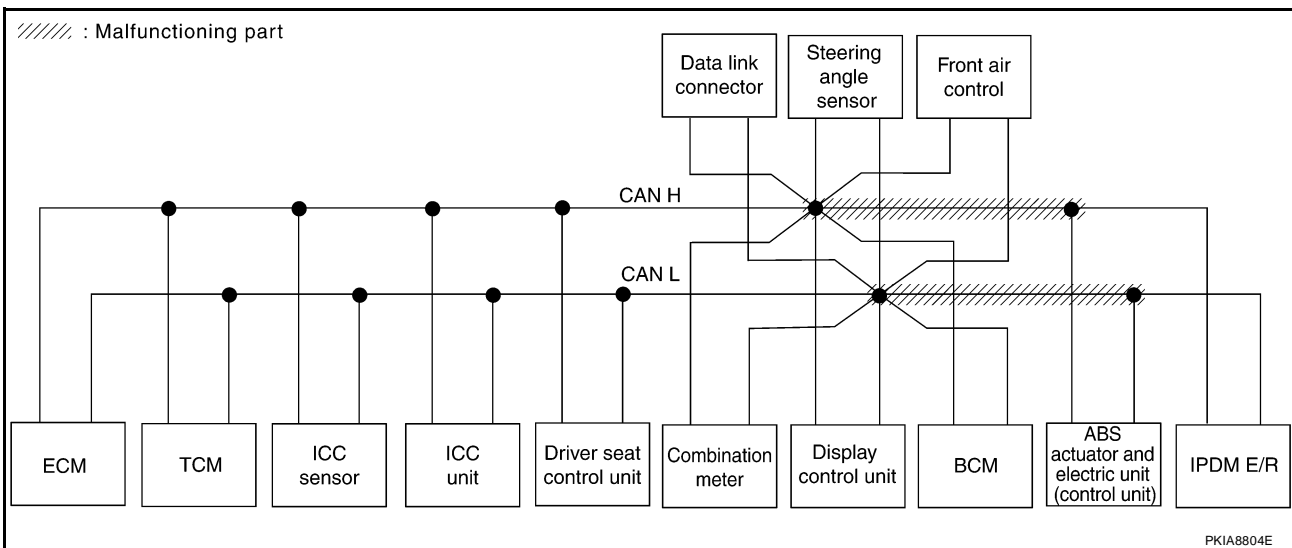 : Malfunctioning part
Data link
connector
Steering
angle
sensor
Front air
control
CAN H
CAN L
ECM
TCM
ICC
sensor
ICC
unit
Driver seat
control unit
Combination
meter
Display
control unit
BCM
ABS
actuator and
electric unit
(control unit)
IPDM E/R
PKIA8804E